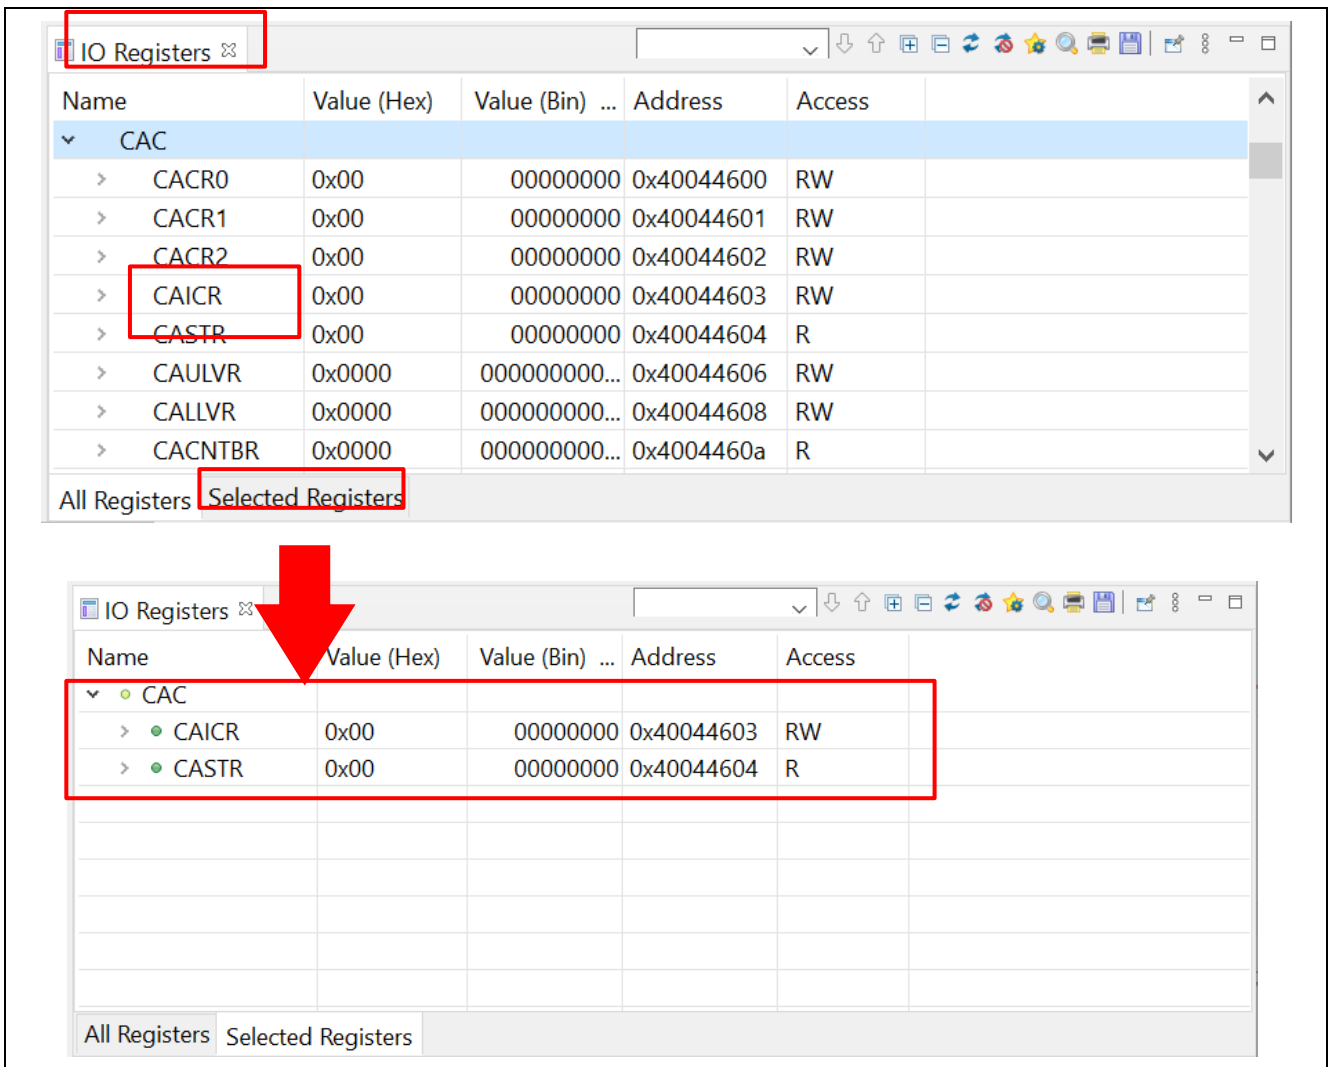 IO Registers
Name Value (Hex) Value (Bin) ... Address Access
CAC
CACR0 0x00 00000000 0x40044600 RW
CACR1 0x00 00000000 0x40044601 RW
CACR2 0x00 00000000 0x40044602 RW
CAICR 0x00 00000000 0x40044603 RW
CASTR 0x00 00000000 0x40044604 R
CAULVR 0x0000 000000000... 0x40044606 RW
CALLVR 0x0000 000000000... 0x40044608 RW
CACNTBR 0x0000 000000000... 0x4004460a R
All Registers Selected Registers
IO Registers
Name Value (Hex) Value (Bin) ... Address Access
CAC
CAICR 0x00 00000000 0x40044603 RW
CASTR 0x00 00000000 0x40044604 R
All Registers Selected Registers